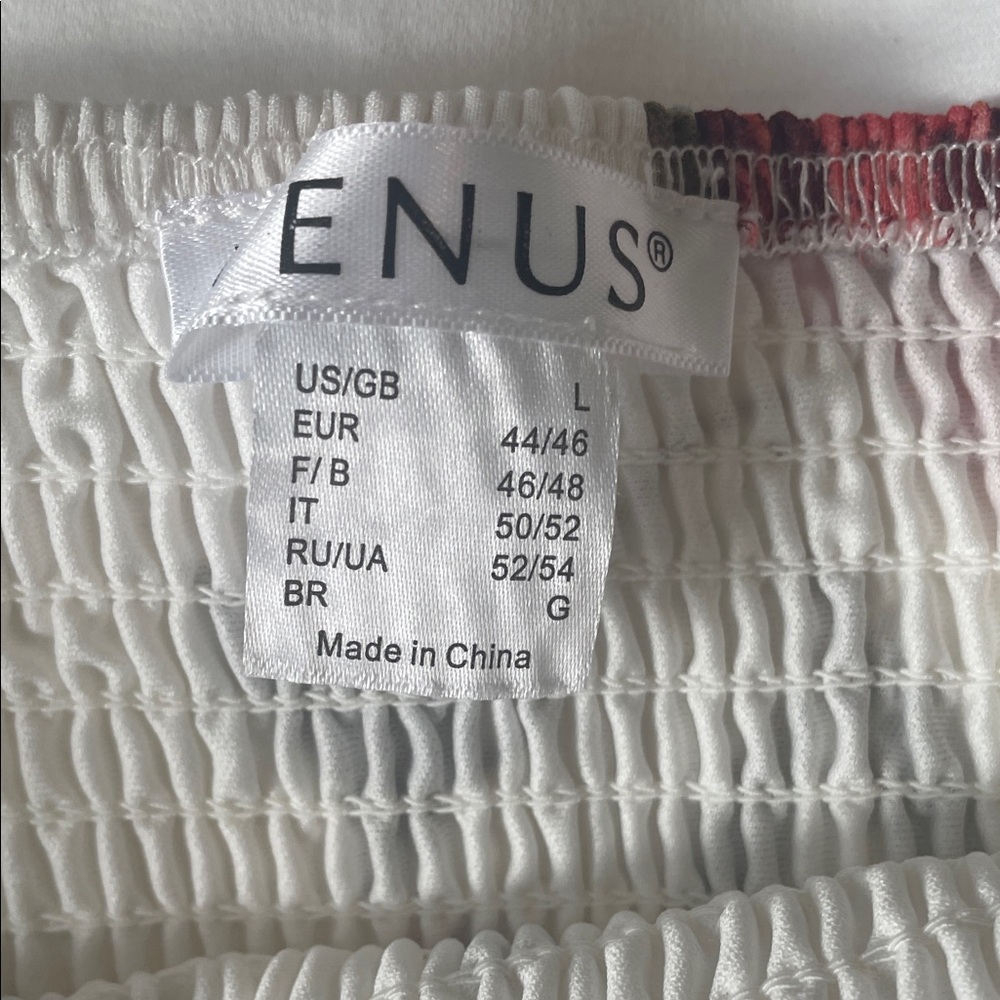 ENUS®
US/GB L
EUR 44/46
F/ B 46/48
IT 50/52
RU/UA 52/54
BR G
Made in China